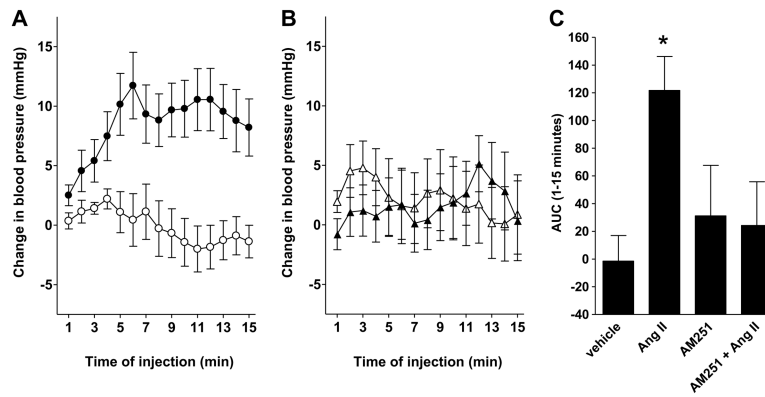 A
Change in blood pressure (mmHg)
15
10
5
0
-5
1 3 5 7 9 11 13 15
Time of injection (min)
B
Change in blood pressure (mmHg)
15
10
5
0
-5
1 3 5 7 9 11 13 15
Time of injection (min)
C
AUC (1-15 minutes)
160
140
120
100
80
60
40
20
0
-20
-40
*
vehicle
Ang II
AM251
AM251 + Ang II